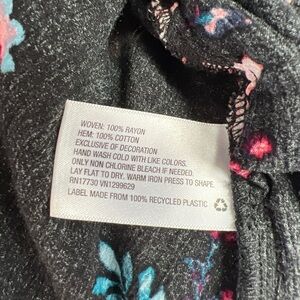 WOVEN: 100% RAYON
HEM: 100% COTTON
EXCLUSIVE OF DECORATION
HAND WASH COLD WITH LIKE COLORS.
ONLY NON CHLORINE BLEACH IF NEEDED.
LAY FLAT TO DRY. WARM IRON PRESS TO SHAPE.
RN17730 VN1299629
LABEL MADE FROM 100% RECYCLED PLASTIC